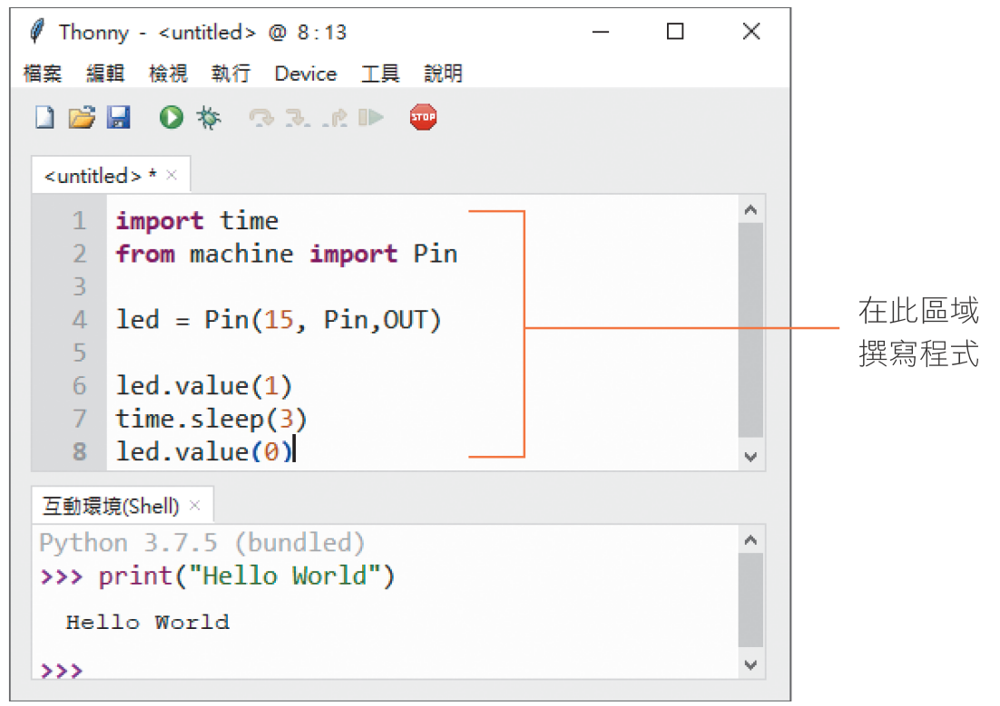 Thonny - <untitled> @ 8:13
檔案 編輯 檢視 執行 Device 工具 說明
STOP
<untitled> *
1 import time
2 from machine import Pin
3
4 led = Pin(15, Pin,OUT)
5
6 led.value(1)
7 time.sleep(3)
8 led.value(0)
在此區域
撰寫程式
互動環境(Shell)
Python 3.7.5 (bundled)
>>> print("Hello World")
Hello World
>>>